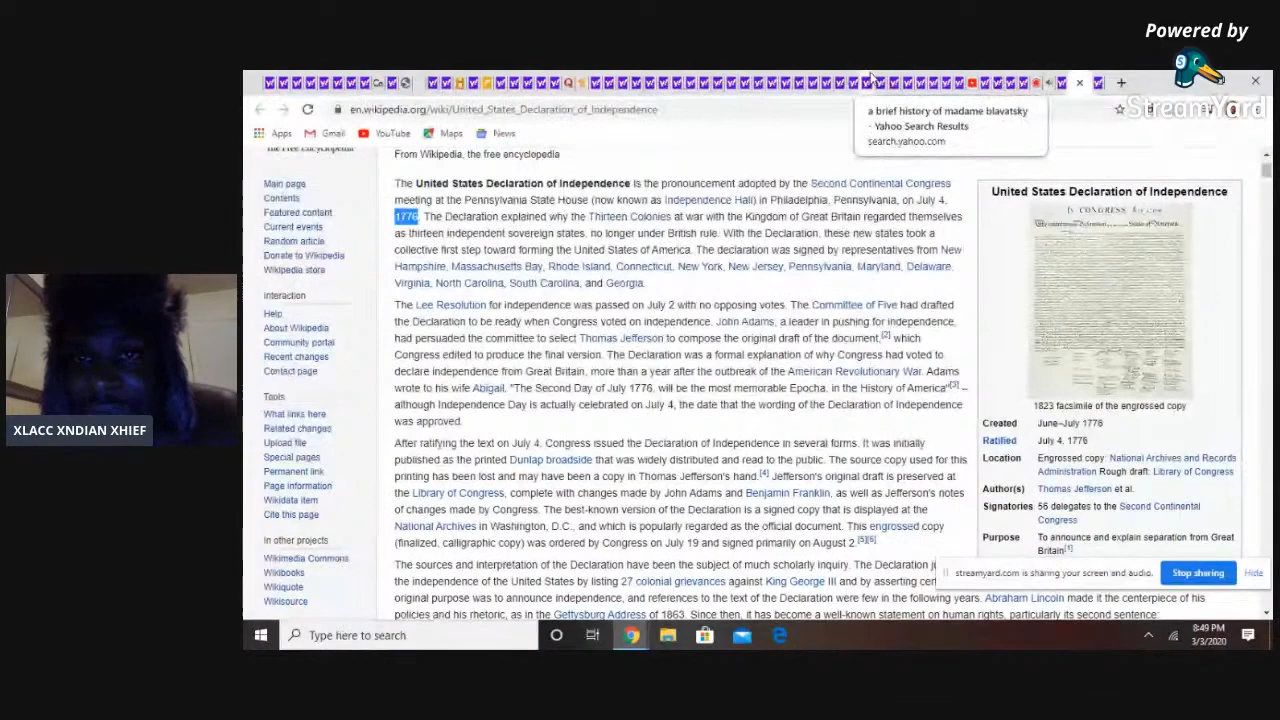 Powered by
StreamYard
en.wikipedia.org/wiki/United_States_Declaration_of_Independence
a brief history of madame blavatsky
- Yahoo Search Results
search.yahoo.com
Apps
Gmail
YouTube
Maps
News
The Free Encyclopedia
From Wikipedia, the free encyclopedia
Main page
Contents
Featured content
Current events
Random article
Donate to Wikipedia
Wikipedia store
Interaction
Help
About Wikipedia
Community portal
Recent changes
Contact page
Tools
What links here
Related changes
Upload file
Special pages
Permanent link
Page information
Wikidata item
Cite this page
In other projects
Wikimedia Commons
Wikibooks
Wikiquote
Wikisource
The United States Declaration of Independence is the pronouncement adopted by the Second Continental Congress
meeting at the Pennsylvania State House (now known as Independence Hall) in Philadelphia, Pennsylvania, on July 4,
1776. The Declaration explained why the Thirteen Colonies at war with the Kingdom of Great Britain regarded themselves
as thirteen independent sovereign states, no longer under British rule. With the Declaration, these new states took a
collective first step toward forming the United States of America. The declaration was signed by representatives from New
Hampshire, Massachusetts Bay, Rhode Island, Connecticut, New York, New Jersey, Pennsylvania, Maryland, Delaware,
Virginia, North Carolina, South Carolina, and Georgia.
The Lee Resolution for independence was passed on July 2 with no opposing votes. The Committee of Five had drafted
the Declaration to be ready when Congress voted on independence. John Adams, a leader in pushing for independence,
had persuaded the committee to select Thomas Jefferson to compose the original draft of the document,[2] which
Congress edited to produce the final version. The Declaration was a formal explanation of why Congress had voted to
declare independence from Great Britain, more than a year after the outbreak of the American Revolutionary War. Adams
wrote to his wife Abigail, "The Second Day of July 1776, will be the most memorable Epocha, in the History of America"[3] –
although Independence Day is actually celebrated on July 4, the date that the wording of the Declaration of Independence
was approved.
After ratifying the text on July 4, Congress issued the Declaration of Independence in several forms. It was initially
published as the printed Dunlap broadside that was widely distributed and read to the public. The source copy used for this
printing has been lost and may have been a copy in Thomas Jefferson's hand.[4] Jefferson's original draft is preserved at
the Library of Congress, complete with changes made by John Adams and Benjamin Franklin, as well as Jefferson's notes
of changes made by Congress. The best-known version of the Declaration is a signed copy that is displayed at the
National Archives in Washington, D.C., and which is popularly regarded as the official document. This engrossed copy
(finalized, calligraphic copy) was ordered by Congress on July 19 and signed primarily on August 2.[5][6]
The sources and interpretation of the Declaration have been the subject of much scholarly inquiry. The Declaration
the independence of the United States by listing 27 colonial grievances against King George III and by asserting
original purpose was to announce independence, and references to the text of the Declaration were few in the following years. Abraham Lincoln made it the centerpiece of his
policies and his rhetoric, as in the Gettysburg Address of 1863. Since then, it has become a well-known statement on human rights, particularly its second sentence:
United States Declaration of Independence
1823 facsimile of the engrossed copy
Created June–July 1776
Ratified July 4, 1776
Location Engrossed copy: National Archives and Records
Administration Rough draft: Library of Congress
Author(s) Thomas Jefferson et al.
Signatories 56 delegates to the Second Continental
Congress
Purpose To announce and explain separation from Great
Britain[1]
streamyard.com is sharing your screen and audio.
Stop sharing
Hide
XLACC XNDIAN XHIEF
Type here to search
8:49 PM
3/3/2020